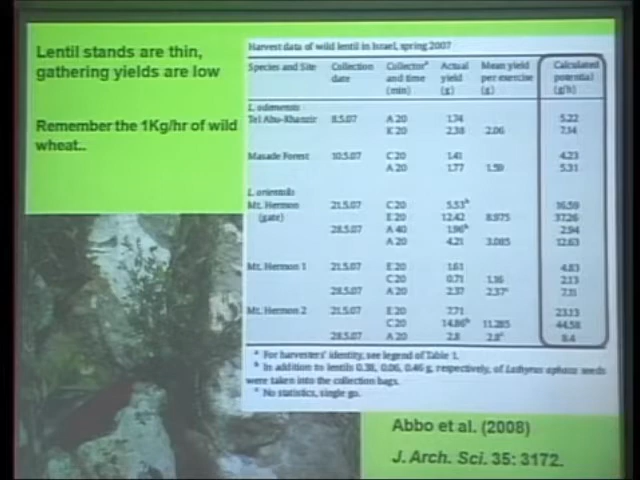 Lentil stands are thin,
gathering yields are low
Remember the 1Kg/hr of wild
wheat..
Harvest data of wild lentil in Israel, spring 2007
Species and Site Collection date Collectorᵃ and time (min) Actual yield (g) Mean yield per exercise (g) Calculated potential (g/h)
L. odemensis
Tel Abu-Khanzir 8.5.07 A 20 1.74 5.22
E 20 2.38 2.06 7.14
Masade Forest 10.5.07 C 20 1.41 4.23
A 20 1.77 1.59 5.31
L. orientalis
Mt. Hermon 21.5.07 C 20 5.53ᵇ 16.59
(gate) E 20 12.42 8.975 37.26
28.5.07 A 40 1.96ᵇ 2.94
A 20 4.21 3.085 12.63
Mt. Hermon 1 21.5.07 E 20 1.61 4.83
C 20 0.71 1.16 2.13
28.5.07 A 20 2.37 2.37ᶜ 7.11
Mt. Hermon 2 21.5.07 E 20 7.71 23.13
C 20 14.86ᵇ 11.285 44.58
28.5.07 A 20 2.8 2.8ᶜ 8.4
ᵃ For harvesters' identity, see legend of Table 1.
ᵇ In addition to lentils 0.38, 0.06, 0.46 g, respectively, of Lathyrus aphaca seeds
were taken into the collection bags.
ᶜ No statistics, single go.
Abbo et al. (2008)
J. Arch. Sci. 35: 3172.